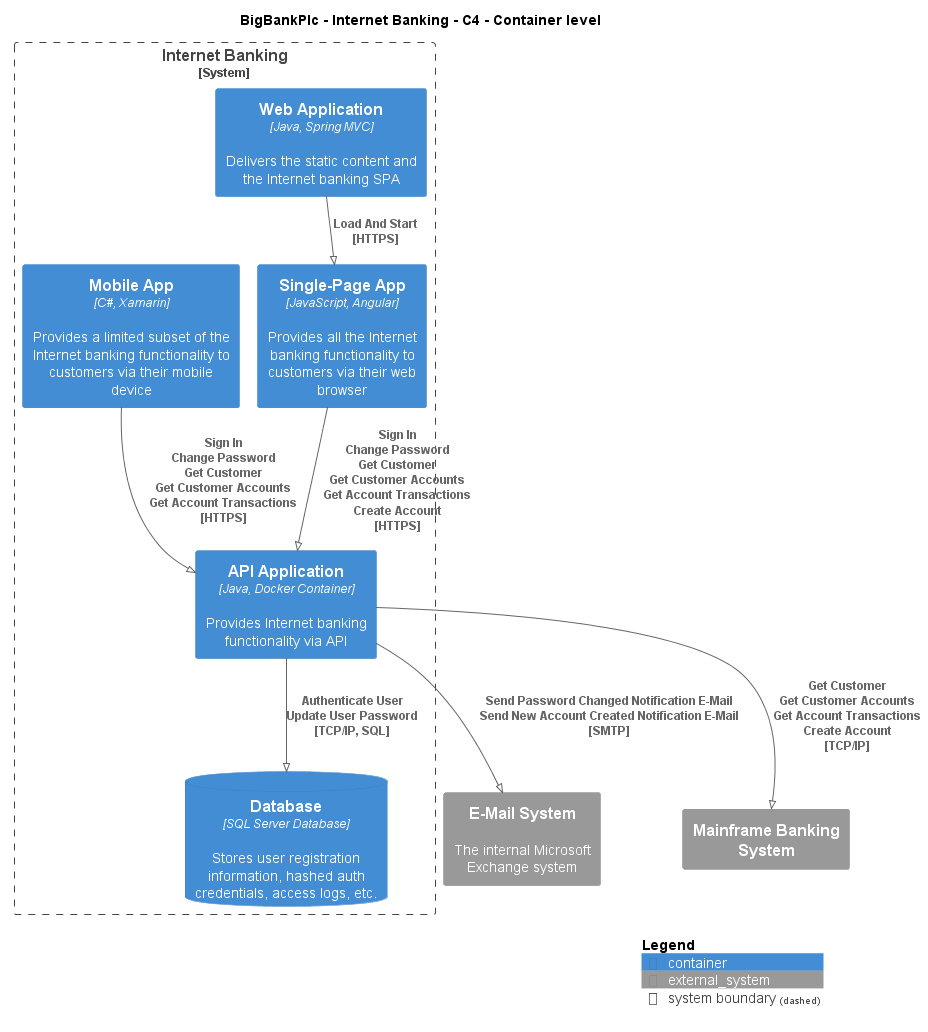 BigBankPlc - Internet Banking - C4 - Container level
Internet Banking
[System]
Web Application
[Java, Spring MVC]
Delivers the static content and
the Internet banking SPA
Load And Start
[HTTPS]
Mobile App
[C#, Xamarin]
Provides a limited subset of the
Internet banking functionality to
customers via their mobile
device
Single-Page App
[JavaScript, Angular]
Provides all the Internet
banking functionality to
customers via their web
browser
Sign In
Change Password
Get Customer
Get Customer Accounts
Get Account Transactions
[HTTPS]
Sign In
Change Password
Get Customer
Get Customer Accounts
Get Account Transactions
Create Account
[HTTPS]
API Application
[Java, Docker Container]
Provides Internet banking
functionality via API
Authenticate User
Update User Password
[TCP/IP, SQL]
Send Password Changed Notification E-Mail
Send New Account Created Notification E-Mail
[SMTP]
Get Customer
Get Customer Accounts
Get Account Transactions
Create Account
[TCP/IP]
Database
[SQL Server Database]
Stores user registration
information, hashed auth
credentials, access logs, etc.
E-Mail System
The internal Microsoft
Exchange system
Mainframe Banking
System
Legend
container
external_system
system boundary (dashed)